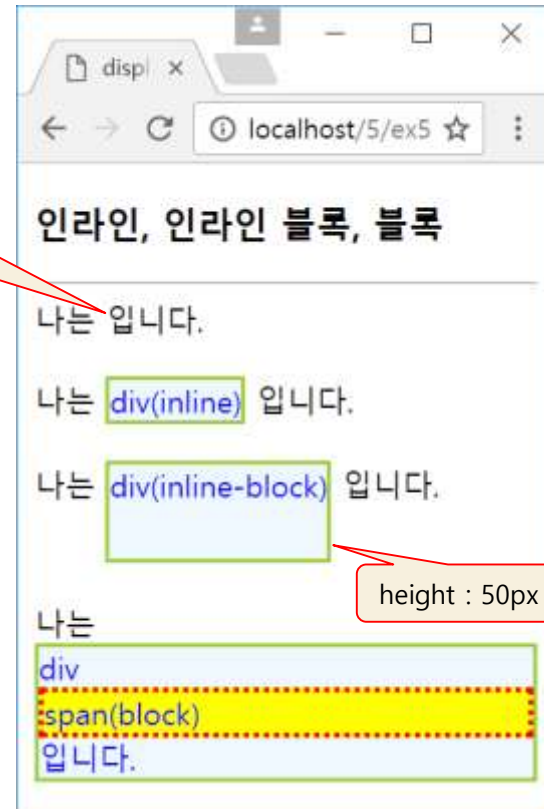 displ
localhost/5/ex5
인라인, 인라인 블록, 블록
나는 입니다.
나는 div(inline) 입니다.
나는 div(inline-block) 입니다.
height : 50px
나는
div
span(block)
입니다.